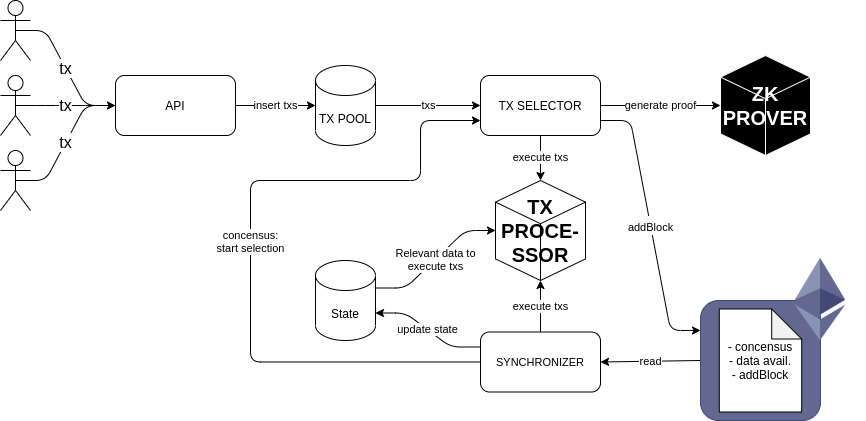 tx
tx
tx
API
insert txs
TX POOL
txs
TX SELECTOR
generate proof
ZK
PROVER
execute txs
TX
PROCE-
SSOR
addBlock
concensus:
start selection
Relevant data to
execute txs
State
update state
execute txs
SYNCHRONIZER
read
- concensus
- data avail.
- addBlock